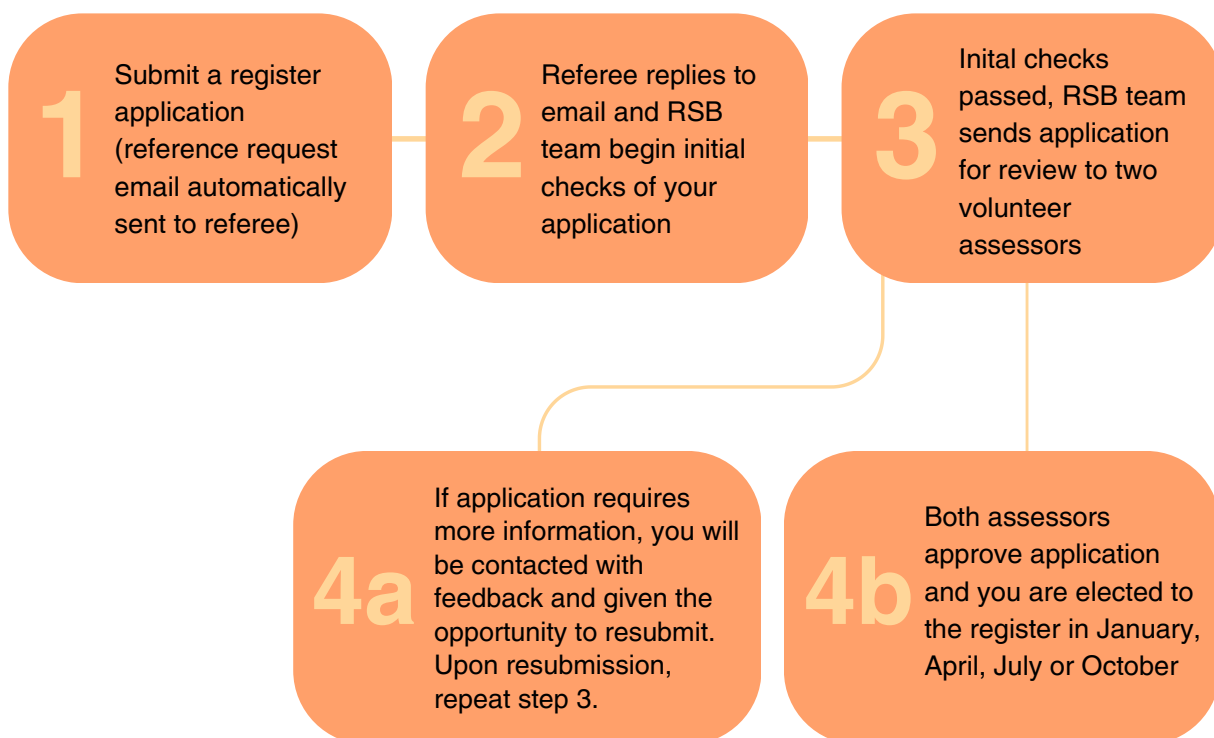 1
Submit a register
application
(reference request
email automatically
sent to referee)
2
Referee replies to
email and RSB
team begin initial
checks of your
application
3
Inital checks
passed, RSB team
sends application
for review to two
volunteer
assessors
4a
If application requires
more information, you will
be contacted with
feedback and given the
opportunity to resubmit.
Upon resubmission,
repeat step 3.
4b
Both assessors
approve application
and you are elected to
the register in January,
April, July or October